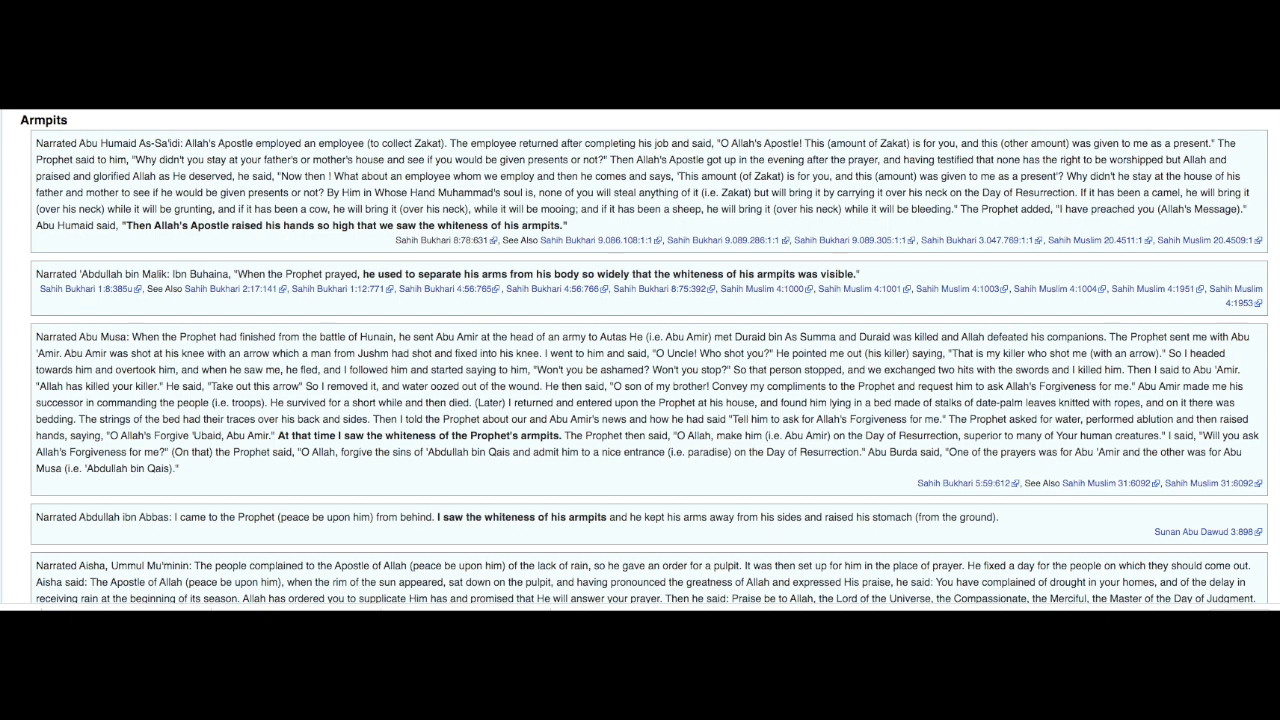 Armpits
Narrated Abu Humaid As-Sa'idi: Allah's Apostle employed an employee (to collect Zakat). The employee returned after completing his job and said, "O Allah's Apostle! This (amount of Zakat) is for you, and this (other amount) was given to me as a present." The
Prophet said to him, "Why didn't you stay at your father's or mother's house and see if you would be given presents or not?" Then Allah's Apostle got up in the evening after the prayer, and having testified that none has the right to be worshipped but Allah and
praised and glorified Allah as He deserved, he said, "Now then ! What about an employee whom we employ and then he comes and says, 'This amount (of Zakat) is for you, and this (amount) was given to me as a present'? Why didn't he stay at the house of his
father and mother to see if he would be given presents or not? By Him in Whose Hand Muhammad's soul is, none of you will steal anything of it (i.e. Zakat) but will bring it by carrying it over his neck on the Day of Resurrection. If it has been a camel, he will bring it
(over his neck) while it will be grunting, and if it has been a cow, he will bring it (over his neck), while it will be mooing; and if it has been a sheep, he will bring it (over his neck) while it will be bleeding." The Prophet added, "I have preached you (Allah's Message)."
Abu Humaid said, "Then Allah's Apostle raised his hands so high that we saw the whiteness of his armpits."
Sahih Bukhari 8:78:631, See Also Sahih Bukhari 9.086.108:1:1, Sahih Bukhari 9.089.286:1:1, Sahih Bukhari 9.089.305:1:1, Sahih Bukhari 3.047.769:1:1, Sahih Muslim 20.4511:1, Sahih Muslim 20.4509:1
Narrated 'Abdullah bin Malik: Ibn Buhaina, "When the Prophet prayed, he used to separate his arms from his body so widely that the whiteness of his armpits was visible."
Sahih Bukhari 1:8:385u, See Also Sahih Bukhari 2:17:141, Sahih Bukhari 1:12:771, Sahih Bukhari 4:56:765, Sahih Bukhari 4:56:766, Sahih Bukhari 8:75:392, Sahih Muslim 4:1000, Sahih Muslim 4:1001, Sahih Muslim 4:1003, Sahih Muslim 4:1004, Sahih Muslim 4:1951, Sahih Muslim
4:1953
Narrated Abu Musa: When the Prophet had finished from the battle of Hunain, he sent Abu Amir at the head of an army to Autas He (i.e. Abu Amir) met Duraid bin As Summa and Duraid was killed and Allah defeated his companions. The Prophet sent me with Abu
'Amir. Abu Amir was shot at his knee with an arrow which a man from Jushm had shot and fixed into his knee. I went to him and said, "O Uncle! Who shot you?" He pointed me out (his killer) saying, "That is my killer who shot me (with an arrow)." So I headed
towards him and overtook him, and when he saw me, he fled, and I followed him and started saying to him, "Won't you be ashamed? Won't you stop?" So that person stopped, and we exchanged two hits with the swords and I killed him. Then I said to Abu 'Amir.
"Allah has killed your killer." He said, "Take out this arrow" So I removed it, and water oozed out of the wound. He then said, "O son of my brother! Convey my compliments to the Prophet and request him to ask Allah's Forgiveness for me." Abu Amir made me his
successor in commanding the people (i.e. troops). He survived for a short while and then died. (Later) I returned and entered upon the Prophet at his house, and found him lying in a bed made of stalks of date-palm leaves knitted with ropes, and on it there was
bedding. The strings of the bed had their traces over his back and sides. Then I told the Prophet about our and Abu Amir's news and how he had said "Tell him to ask for Allah's Forgiveness for me." The Prophet asked for water, performed ablution and then raised
hands, saying, "O Allah's Forgive 'Ubaid, Abu Amir." At that time I saw the whiteness of the Prophet's armpits. The Prophet then said, "O Allah, make him (i.e. Abu Amir) on the Day of Resurrection, superior to many of Your human creatures." I said, "Will you ask
Allah's Forgiveness for me?" (On that) the Prophet said, "O Allah, forgive the sins of 'Abdullah bin Qais and admit him to a nice entrance (i.e. paradise) on the Day of Resurrection." Abu Burda said, "One of the prayers was for Abu 'Amir and the other was for Abu
Musa (i.e. 'Abdullah bin Qais)."
Sahih Bukhari 5:59:612, See Also Sahih Muslim 31:6092, Sahih Muslim 31:6092
Narrated Abdullah ibn Abbas: I came to the Prophet (peace be upon him) from behind. I saw the whiteness of his armpits and he kept his arms away from his sides and raised his stomach (from the ground).
Sunan Abu Dawud 3:898
Narrated Aisha, Ummul Mu'minin: The people complained to the Apostle of Allah (peace be upon him) of the lack of rain, so he gave an order for a pulpit. It was then set up for him in the place of prayer. He fixed a day for the people on which they should come out.
Aisha said: The Apostle of Allah (peace be upon him), when the rim of the sun appeared, sat down on the pulpit, and having pronounced the greatness of Allah and expressed His praise, he said: You have complained of drought in your homes, and of the delay in
receiving rain at the beginning of its season. Allah has ordered you to supplicate Him has and promised that He will answer your prayer. Then he said: Praise be to Allah, the Lord of the Universe, the Compassionate, the Merciful, the Master of the Day of Judgment.